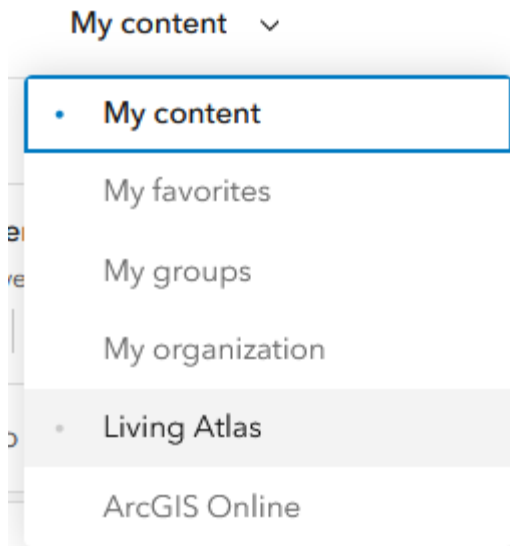 My content
My content
My favorites
My groups
My organization
Living Atlas
ArcGIS Online